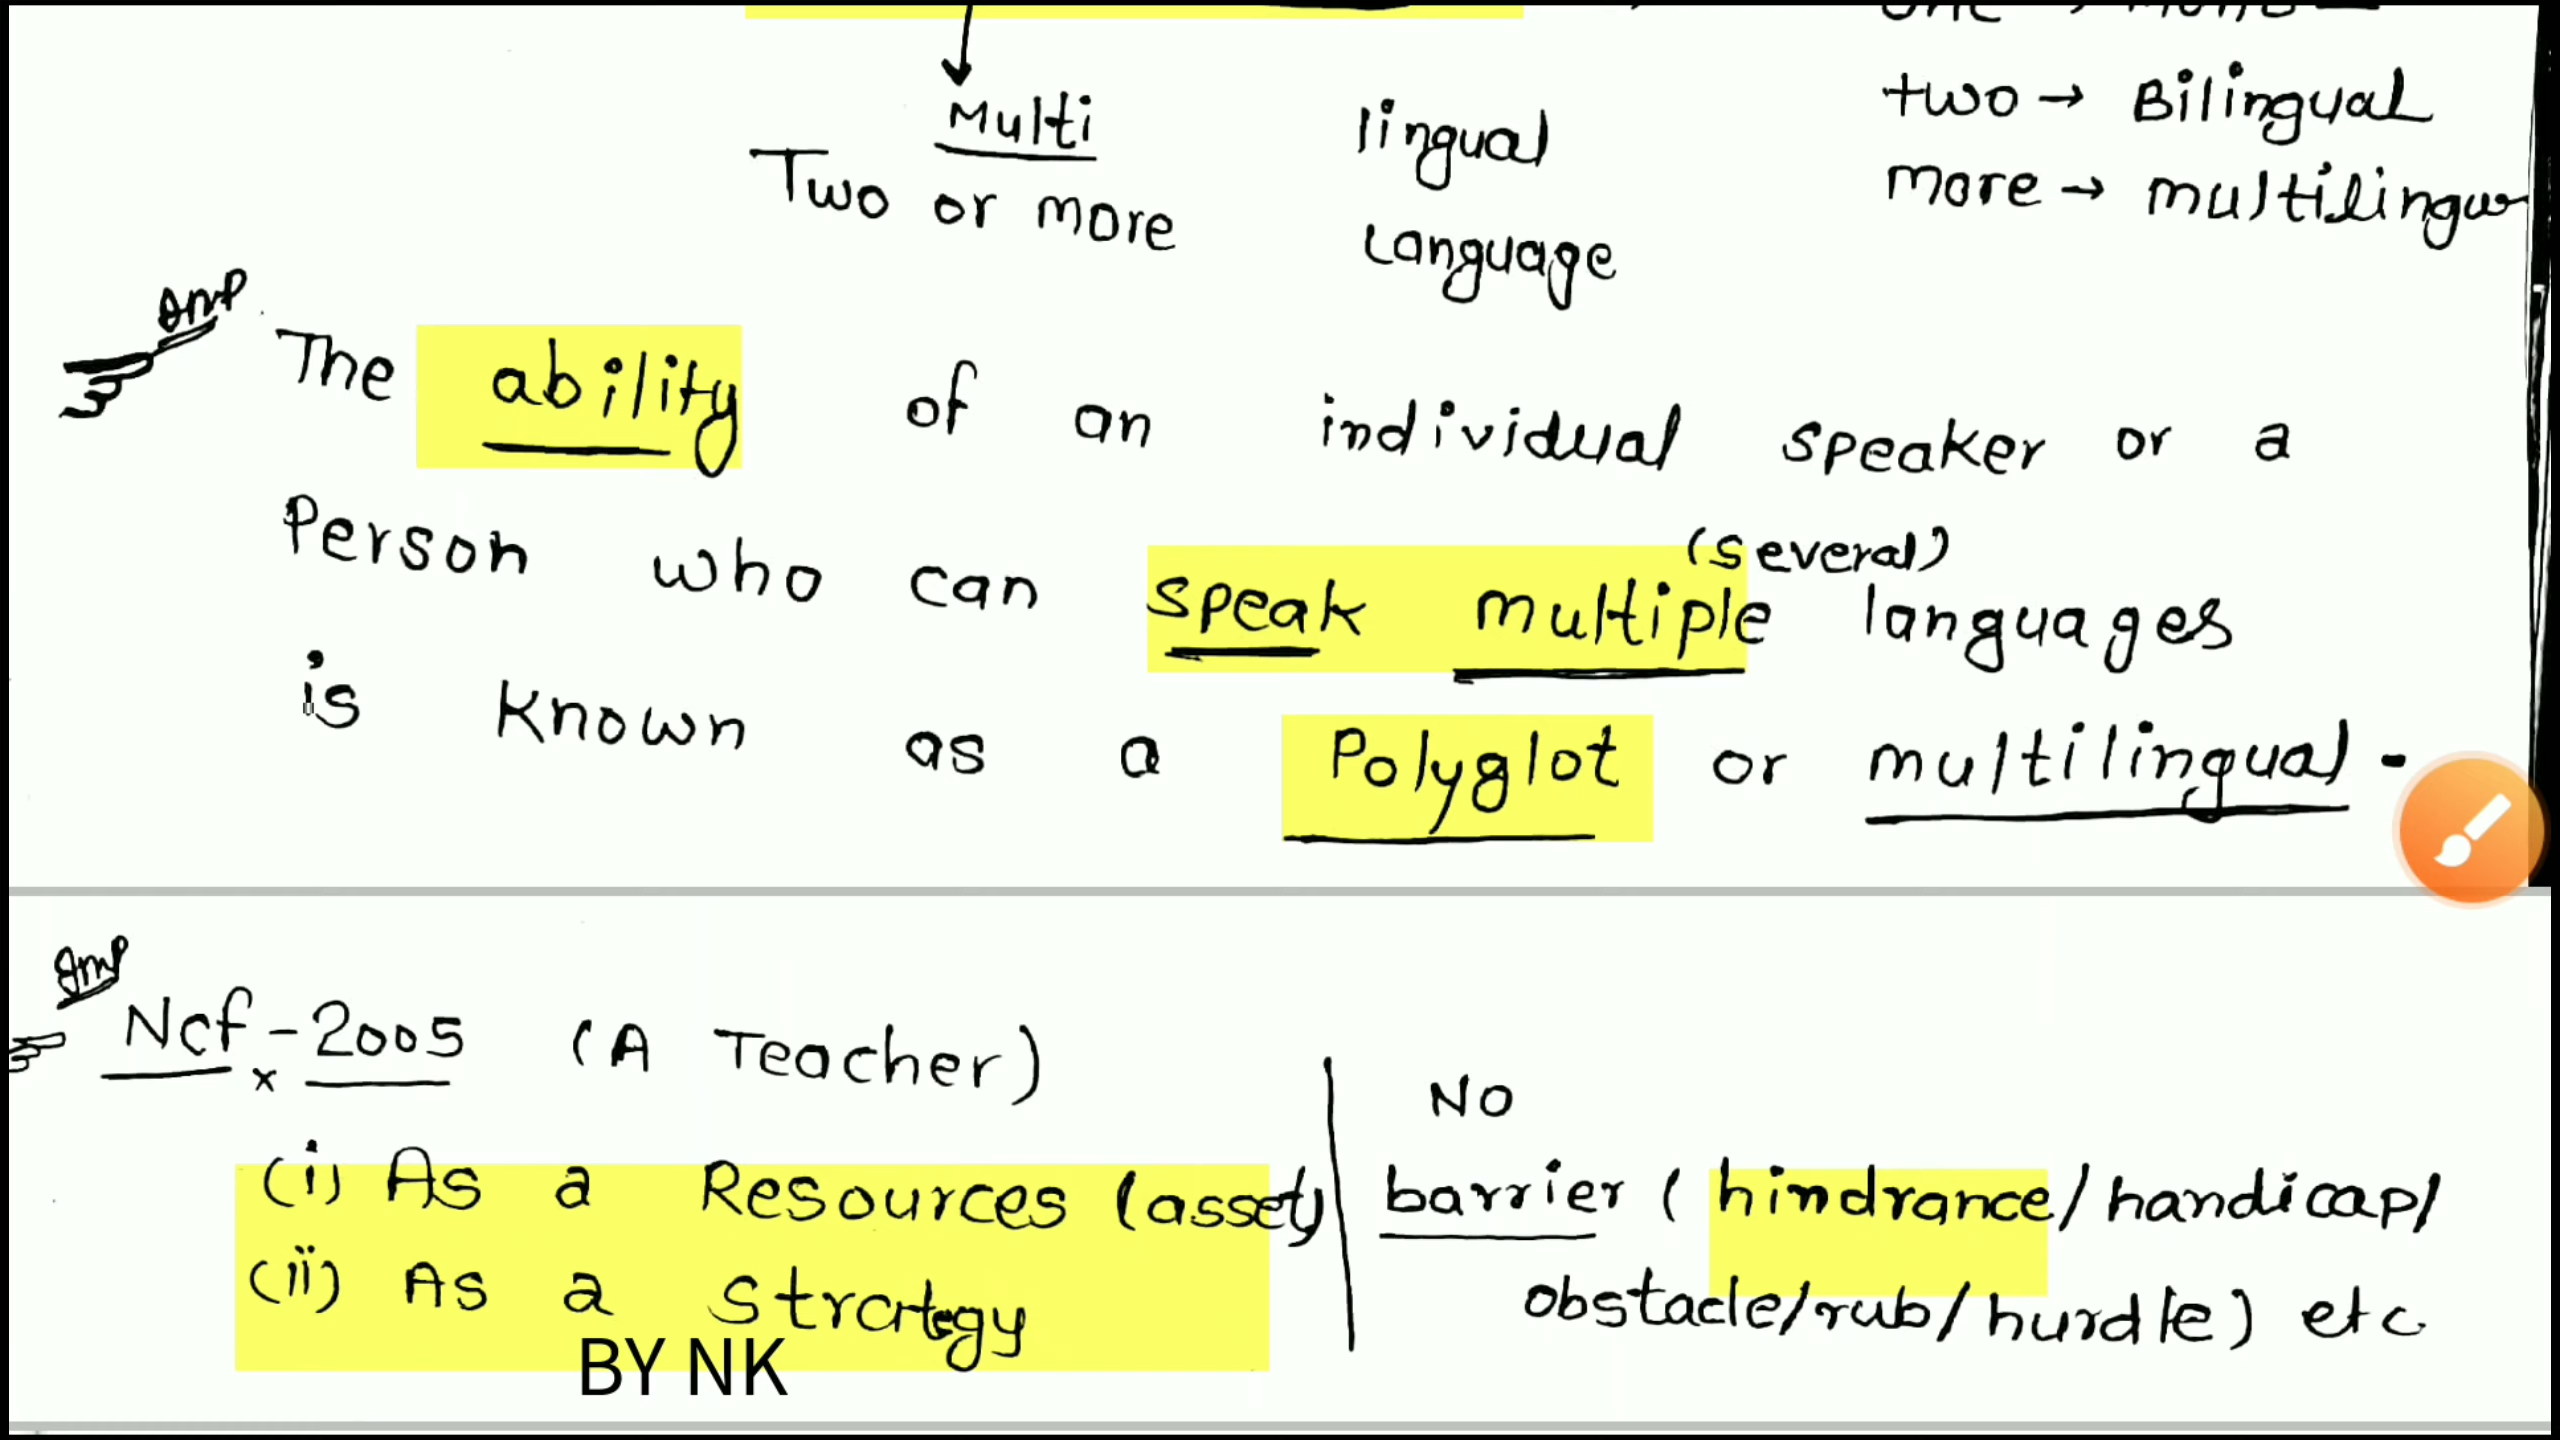 two → Bilingual
Multi lingual
more → multilingu
Two or more Language
Imp
The ability of an individual speaker or a
Person who can speak multiple (several) languages
is known as a Polyglot or multilingual -
Imp
Ncf - 2005 (A Teacher)
x
NO
(i) As a Resources (asset) barrier (hindrance/handicap/
(ii) As a strategy obstacle/rub/hurdle) etc
BY NK